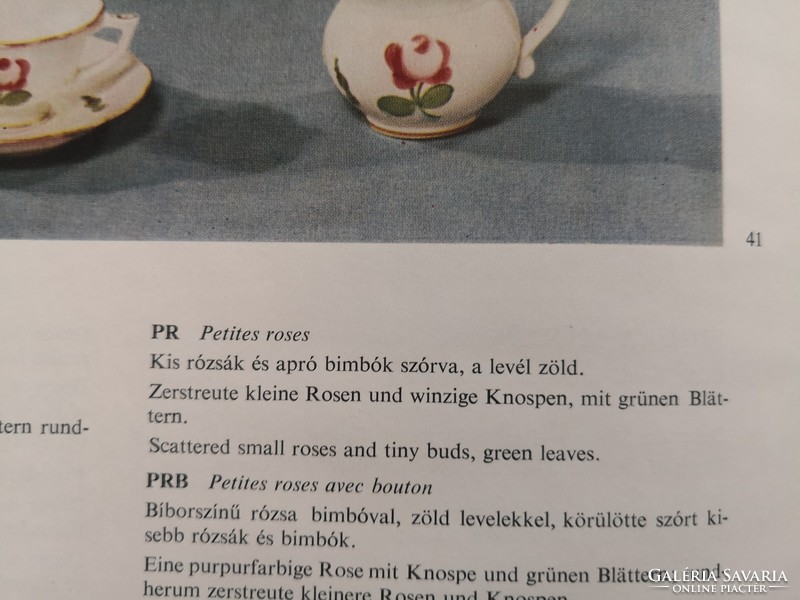 41
tern rund-
PR Petites roses
Kis rózsák és apró bimbók szórva, a levél zöld.
Zerstreute kleine Rosen und winzige Knospen, mit grünen Blät-
tern.
Scattered small roses and tiny buds, green leaves.
PRB Petites roses avec bouton
Bíborszínű rózsa bimbóval, zöld levelekkel, körülötte szórt ki-
sebb rózsák és bimbók.
Eine purpurfarbige Rose mit Knospe und grünen Blättern, rund-
herum zerstreute kleinere Rosen und Knospen.
GALÉRIA SAVARIA
ONLINE PIACTÉR